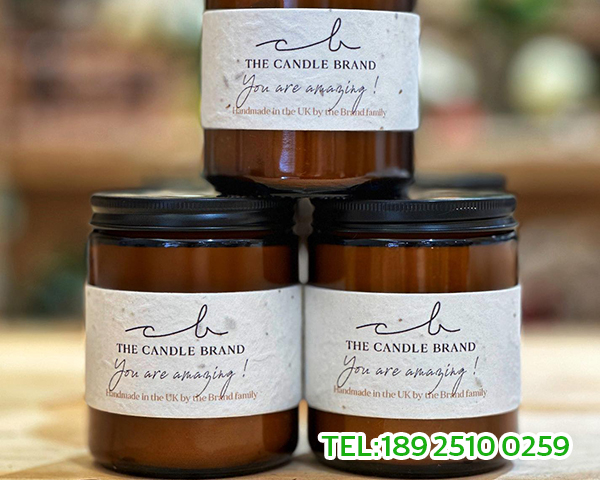 cb
THE CANDLE BRAND
You are amazing !
Handmade in the UK by the Brand family
cb
THE CANDLE BRAND
You are amazing !
Handmade in the UK by the Brand family
cb
THE CANDLE BRAND
You are amazing !
Handmade in the UK by the Brand family
TEL:189 2510 0259